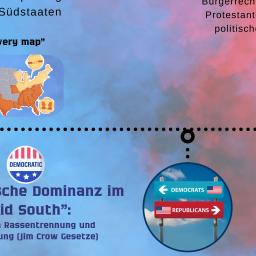 Südstaaten
very map"
Bürgerrech
Protestant
politische
DEMOCRATIC
sche Dominanz im
id South":
Rassentrennung und
ung (Jim Crow Gesetze)
DEMOCRATS
REPUBLICANS